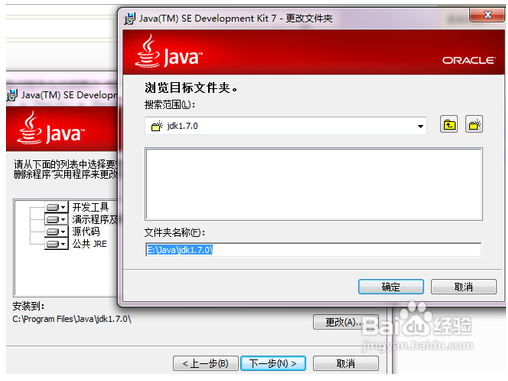 Java(TM) SE Development Kit 7 - 更改文件夹
Java™
ORACLE
浏览目标文件夹。
搜索范围(L):
jdk1.7.0
文件夹名称(F):
E:\Java\jdk1.7.0\
确定
取消
Java(TM) SE Developm
Java™
请从下面的列表中选择要
删除程序”实用程序来更改
开发工具
演示程序及
源代码
公共 JRE
安装到:
C:\Program Files\Java\jdk1.7.0\
更改(A)...
<上一步(B)
下一步(N) >
取消
Baidu 经验
jingyan.baidu.com